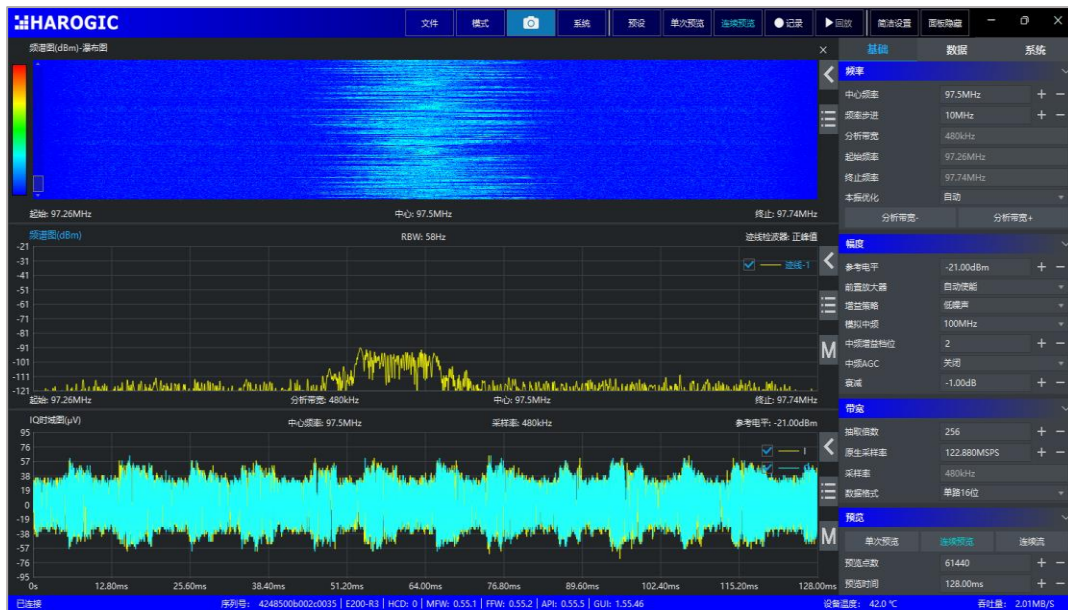 HAROGIC
文件 模式 系统 预设 单次预览 连续预览 记录 回放 简洁设置 面板隐藏
频谱图(dBm)-瀑布图
起始: 97.26MHz 中心: 97.5MHz 终止: 97.74MHz
频谱图(dBm) RBW: 58Hz 迹线检波器: 正峰值
迹线-1
-21
-31
-41
-51
-61
-71
-81
-91
-101
-111
-121
M
起始: 97.26MHz 分析带宽: 480kHz 中心: 97.5MHz 终止: 97.74MHz
IQ时域图(μV) 中心频率: 97.5MHz 采样率: 480kHz 参考电平: -21.00dBm
I
95
76
57
38
19
0
-19
-38
-57
-76
-95
M
0s 12.80ms 25.60ms 38.40ms 51.20ms 64.00ms 76.80ms 89.60ms 102.40ms 115.20ms 128.00ms
基础 数据 系统
频率
中心频率 97.5MHz + −
频率步进 10MHz + −
分析带宽 480kHz
起始频率 97.26MHz
终止频率 97.74MHz
本振优化 自动
分析带宽- 分析带宽+
幅度
参考电平 -21.00dBm + −
前置放大器 自动使能
增益策略 低噪声
模拟中频 100MHz
中频增益档位 2 + −
中频AGC 关闭
衰减 -1.00dB + −
带宽
抽取倍数 256 + −
原生采样率 122.880MSPS + −
采样率 480kHz
数据格式 单路16位
预览
单次预览 连续预览 连续流
预览点数 61440 + −
预览时间 128.00ms + −
已连接 序列号: 4248500b002c0035 | E200-R3 | HCD: 0 | MFW: 0.55.1 | FFW: 0.55.2 | API: 0.55.5 | GUI: 1.55.46 设备温度: 42.0 ℃ 吞吐量: 2.01MB/S